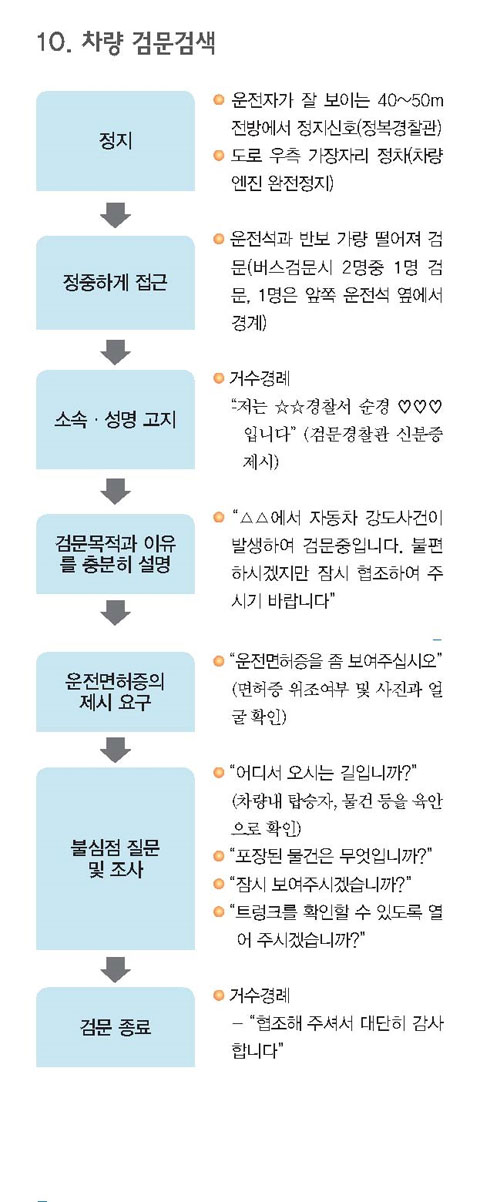 10. 차량 검문검색
정지
운전자가 잘 보이는 40~50m
전방에서 정지신호(정복경찰관)
도로 우측 가장자리 정차(차량
엔진 완전정지)
정중하게 접근
운전석과 반보 가량 떨어져 검
문(버스검문시 2명중 1명 검
문, 1명은 앞쪽 운전석 옆에서
경계)
소속·성명 고지
거수경례
“저는 ☆☆경찰서 순경 ♡♡♡
입니다” (검문경찰관 신분증
제시)
검문목적과 이유
를 충분히 설명
“△△에서 자동차 강도사건이
발생하여 검문중입니다. 불편
하시겠지만 잠시 협조하여 주
시기 바랍니다”
운전면허증의
제시 요구
“운전면허증을 좀 보여주십시오”
(면허증 위조여부 및 사진과 얼
굴 확인)
불심점 질문
및 조사
“어디서 오시는 길입니까?”
(차량내 탑승자, 물건 등을 육안
으로 확인)
“포장된 물건은 무엇입니까?”
“잠시 보여주시겠습니까?”
“트렁크를 확인할 수 있도록 열
어 주시겠습니까?”
검문 종료
거수경례
– “협조해 주셔서 대단히 감사
합니다”